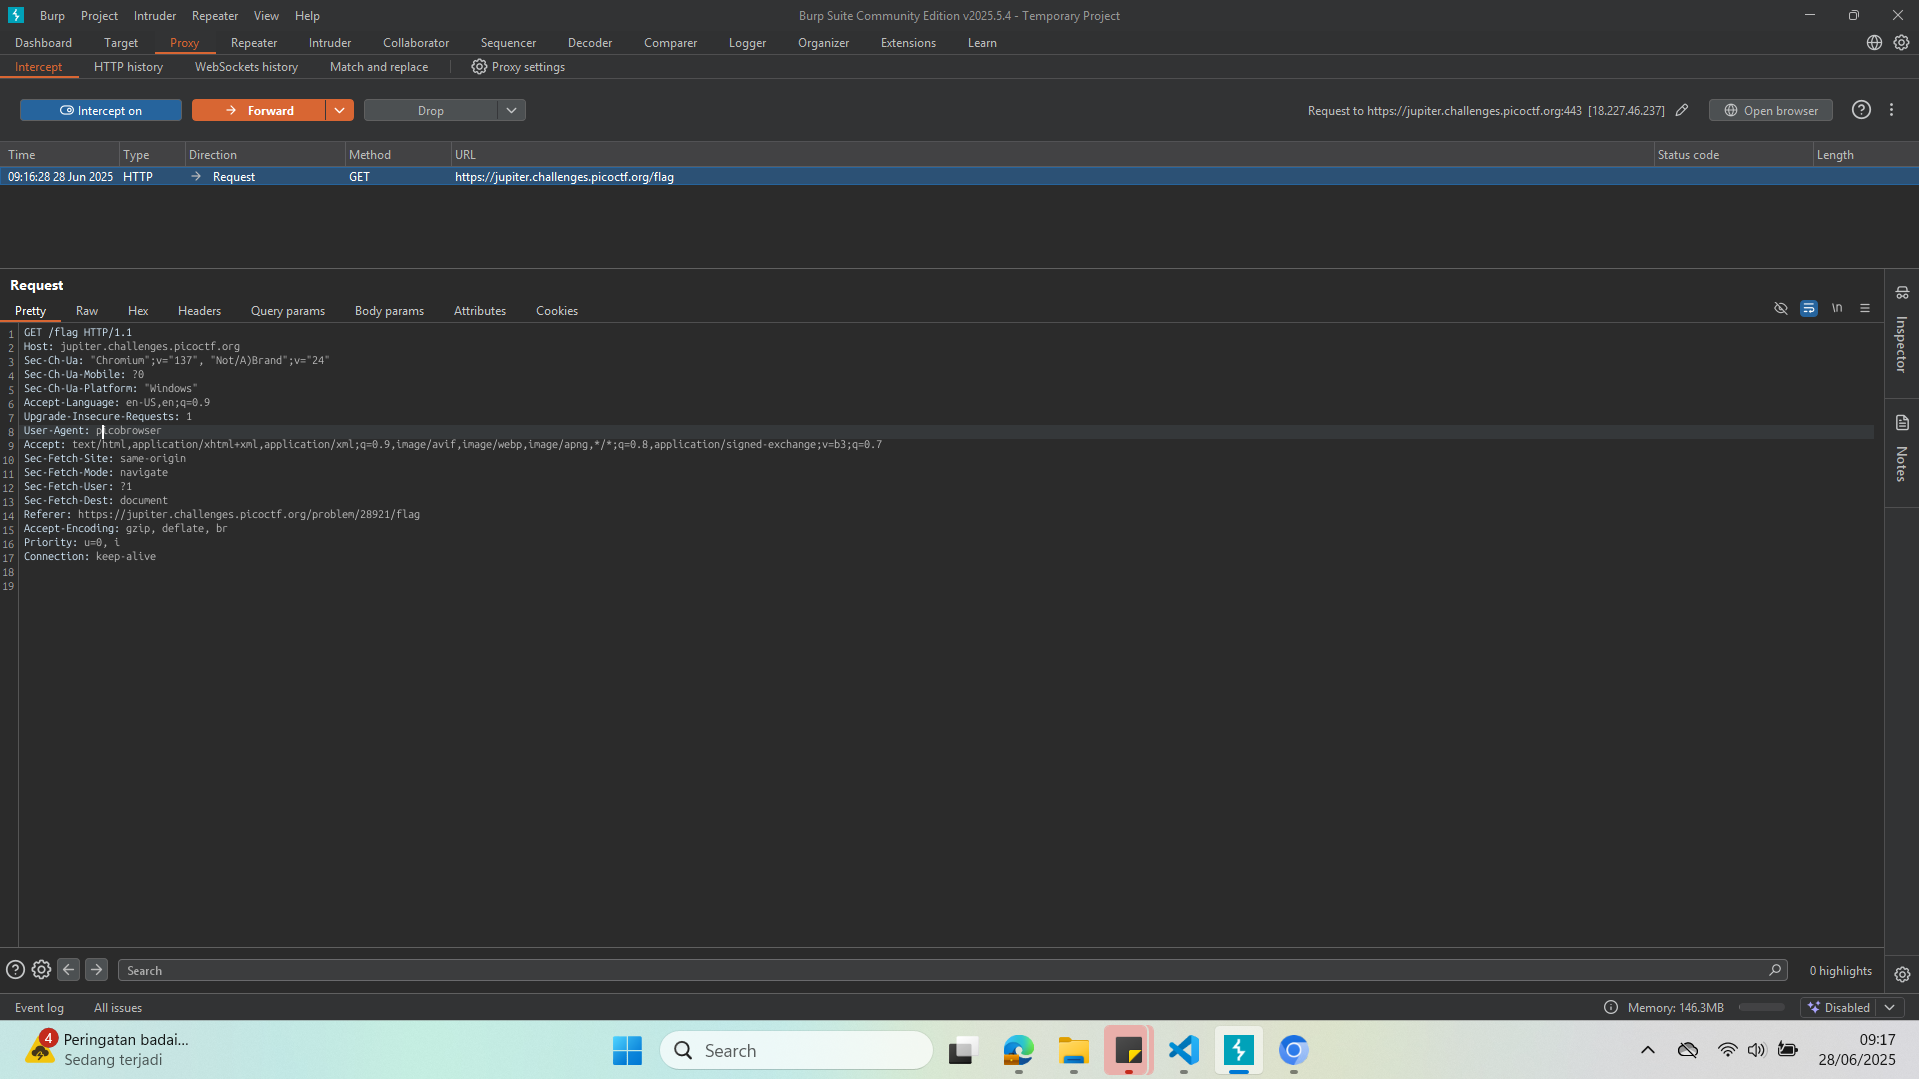 Burp Project Intruder Repeater View Help
Burp Suite Community Edition v2025.5.4 - Temporary Project
Dashboard Target Proxy Repeater Intruder Collaborator Sequencer Decoder Comparer Logger Organizer Extensions Learn
Intercept HTTP history WebSockets history Match and replace Proxy settings
Intercept on Forward Drop Request to https://jupiter.challenges.picoctf.org:443 [18.227.46.237] Open browser
Time Type Direction Method URL Status code Length
09:16:28 28 Jun 2025 HTTP → Request GET https://jupiter.challenges.picoctf.org/flag
Request
Pretty Raw Hex Headers Query params Body params Attributes Cookies \n
1 GET /flag HTTP/1.1
2 Host: jupiter.challenges.picoctf.org
3 Sec-Ch-Ua: "Chromium";v="137", "Not/A)Brand";v="24"
4 Sec-Ch-Ua-Mobile: ?0
5 Sec-Ch-Ua-Platform: "Windows"
6 Accept-Language: en-US,en;q=0.9
7 Upgrade-Insecure-Requests: 1
8 User-Agent: picobrowser
9 Accept: text/html,application/xhtml+xml,application/xml;q=0.9,image/avif,image/webp,image/apng,*/*;q=0.8,application/signed-exchange;v=b3;q=0.7
10 Sec-Fetch-Site: same-origin
11 Sec-Fetch-Mode: navigate
12 Sec-Fetch-User: ?1
13 Sec-Fetch-Dest: document
14 Referer: https://jupiter.challenges.picoctf.org/problem/28921/flag
15 Accept-Encoding: gzip, deflate, br
16 Priority: u=0, i
17 Connection: keep-alive
18
19
Inspector
Notes
Search 0 highlights
Event log All issues Memory: 146.3MB Disabled
4 Peringatan badai...
Sedang terjadi
Search
09:17
28/06/2025